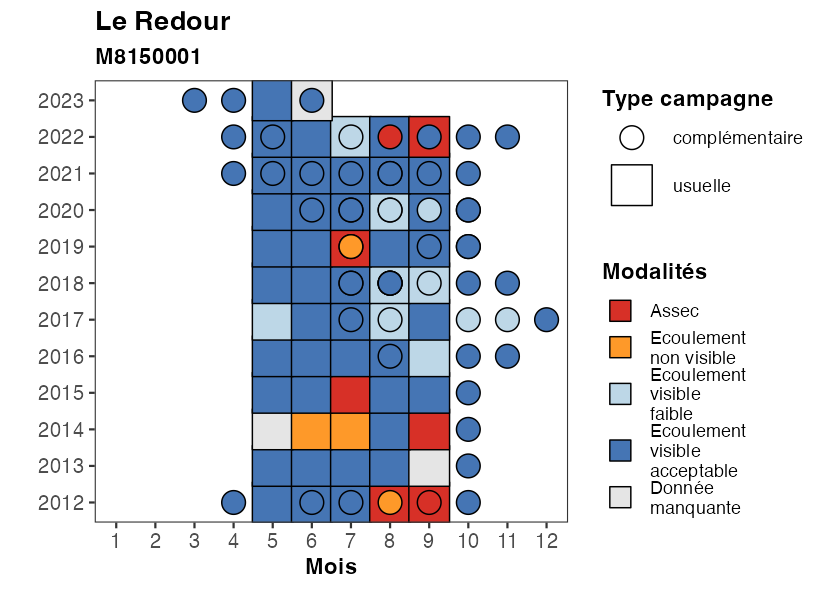 Le Redour
M8150001
2023
2022
2021
2020
2019
2018
2017
2016
2015
2014
2013
2012
1 2 3 4 5 6 7 8 9 10 11 12
Mois
Type campagne
complémentaire
usuelle
Modalités
Assec
Ecoulement
non visible
Ecoulement
visible
faible
Ecoulement
visible
acceptable
Donnée
manquante